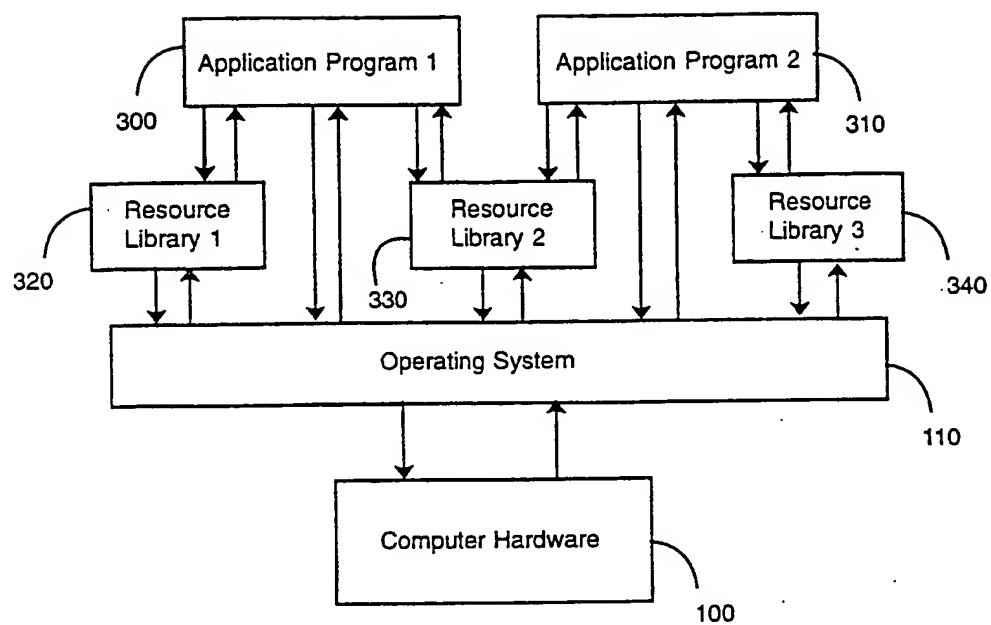 Application Program 1
Application Program 2
300
310
Resource
Library 1
Resource
Library 2
Resource
Library 3
320
330
340
Operating System
110
Computer Hardware
100